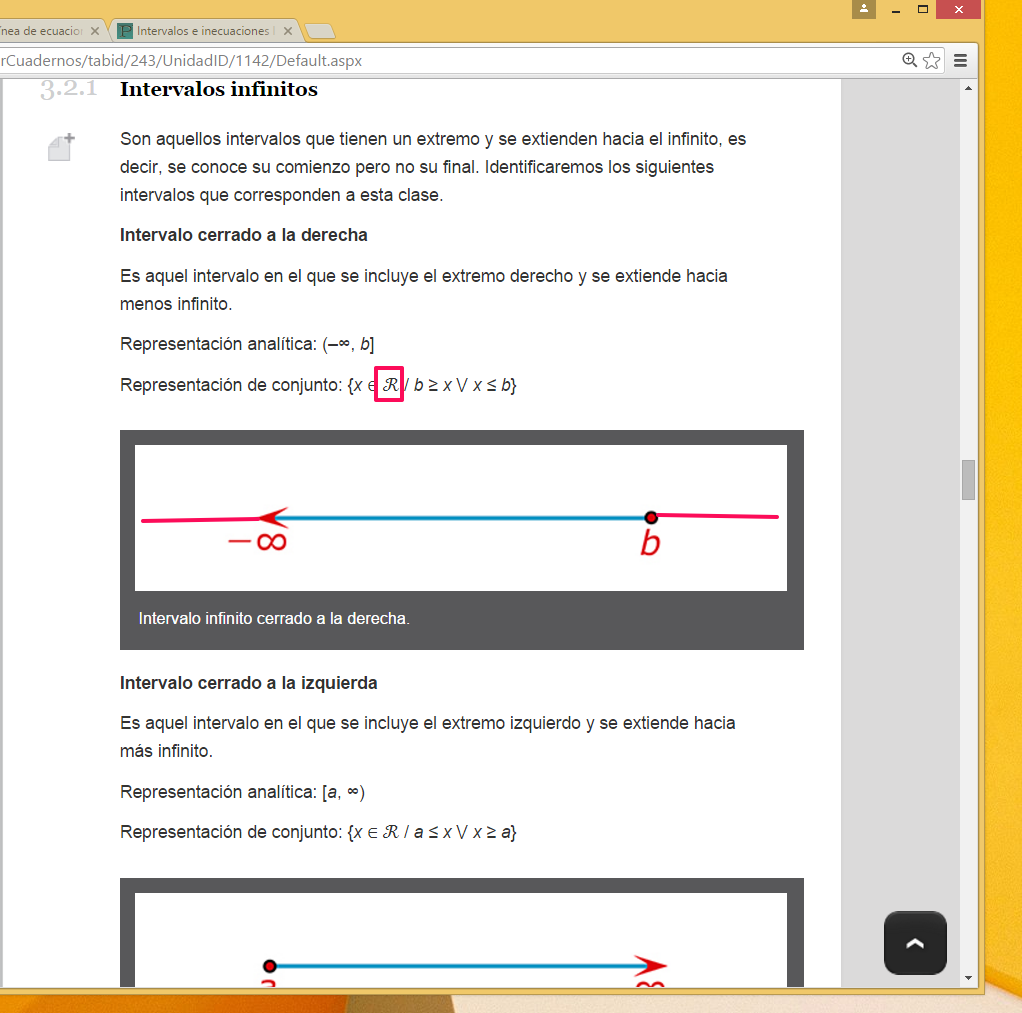 nea de ecuacio
Intervalos e inecuaciones
rCuadernos/tabid/243/UnidadID/1142/Default.aspx
3.2.1 Intervalos infinitos
Son aquellos intervalos que tienen un extremo y se extienden hacia el infinito, es
decir, se conoce su comienzo pero no su final. Identificaremos los siguientes
intervalos que corresponden a esta clase.
Intervalo cerrado a la derecha
Es aquel intervalo en el que se incluye el extremo derecho y se extiende hacia
menos infinito.
Representación analítica: (−∞, b]
Representación de conjunto: {x ∈ ℛ / b ≥ x ∨ x ≤ b}
−∞ b
Intervalo infinito cerrado a la derecha.
Intervalo cerrado a la izquierda
Es aquel intervalo en el que se incluye el extremo izquierdo y se extiende hacia
más infinito.
Representación analítica: [a, ∞)
Representación de conjunto: {x ∈ ℛ / a ≤ x ∨ x ≥ a}
a ∞